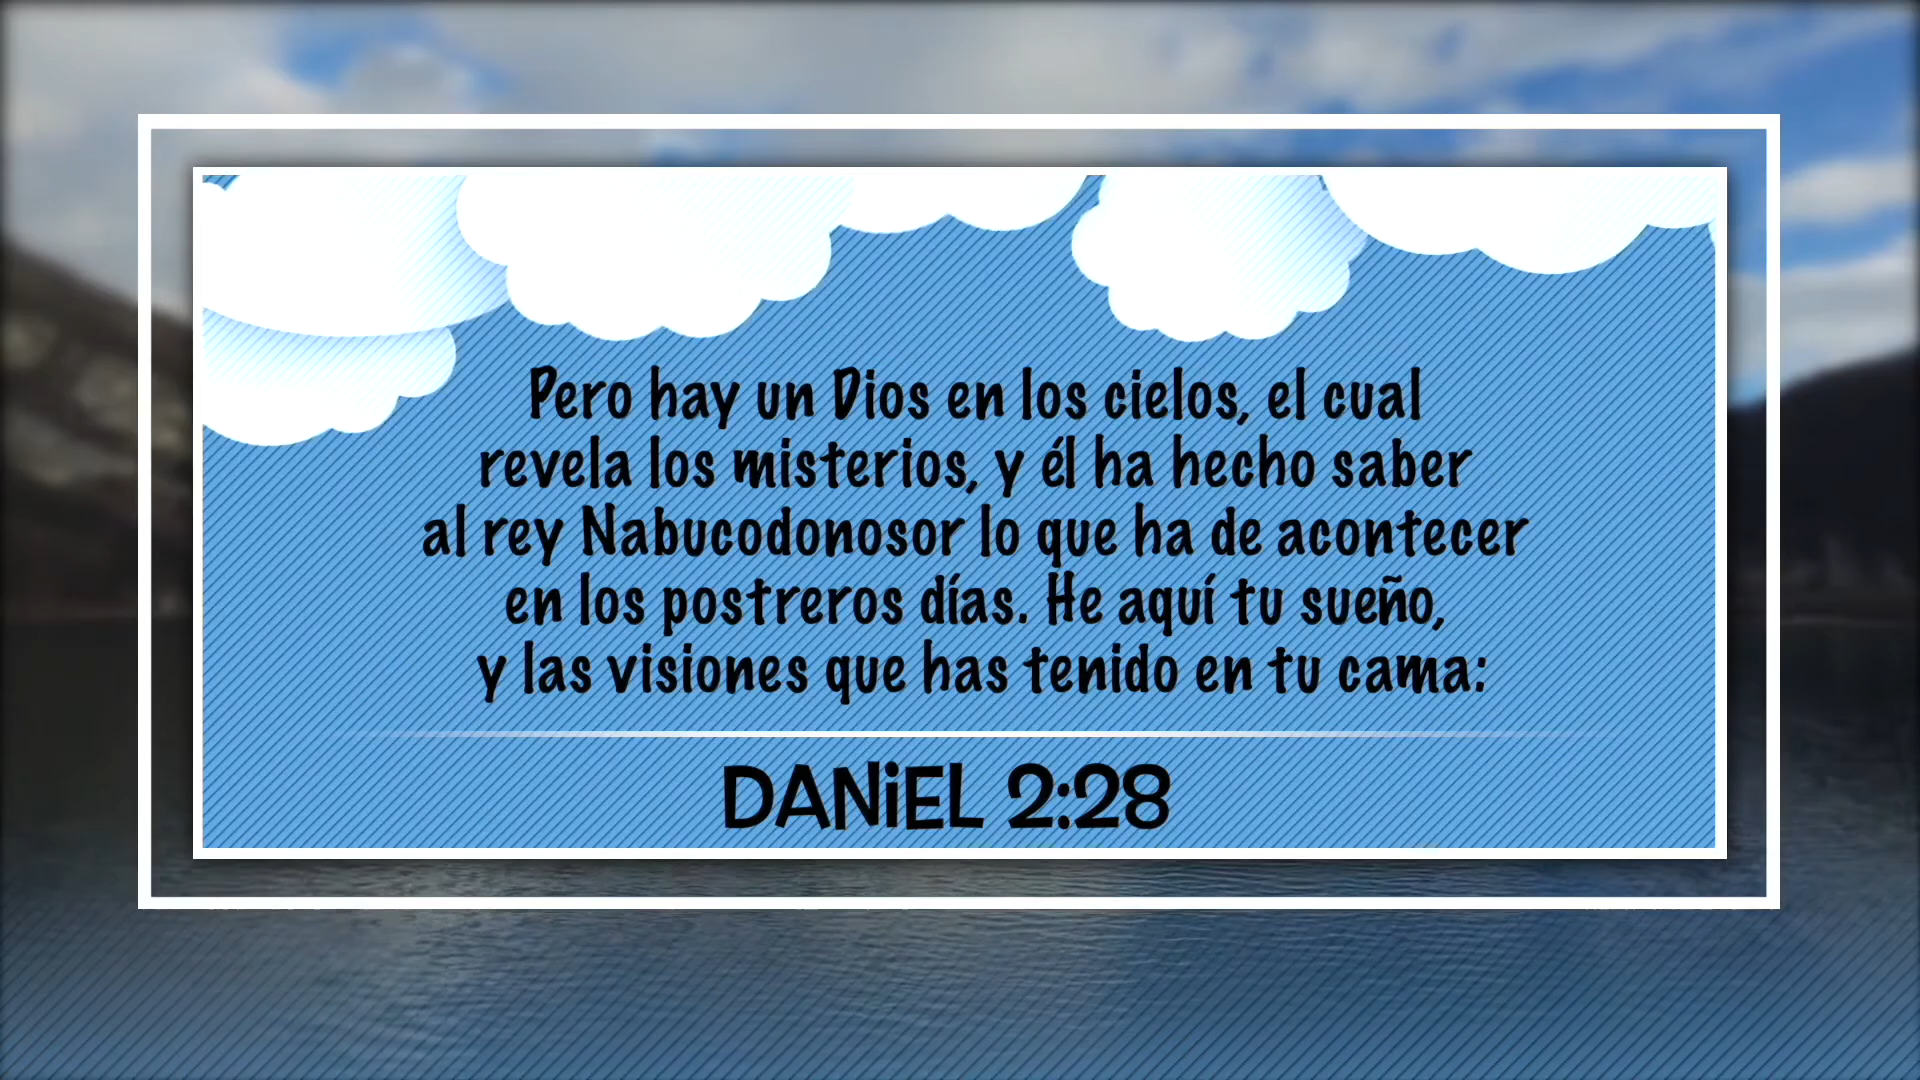 Pero hay un Dios en los cielos, el cual
revela los misterios, y él ha hecho saber
al rey Nabucodonosor lo que ha de acontecer
en los postreros días. He aquí tu sueño,
y las visiones que has tenido en tu cama:
DANiEL 2:28